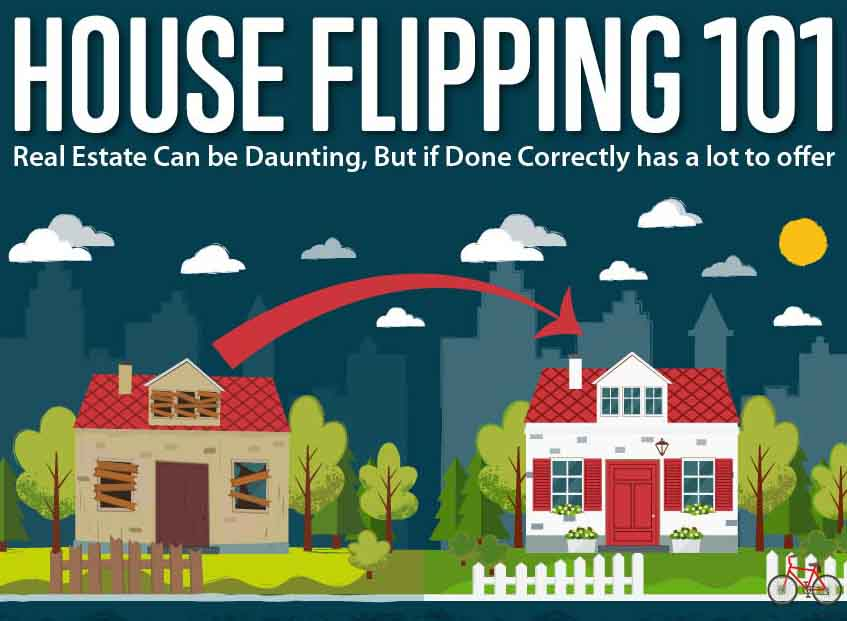 HOUSE FLIPPING 101
Real Estate Can be Daunting, But if Done Correctly has a lot to offer